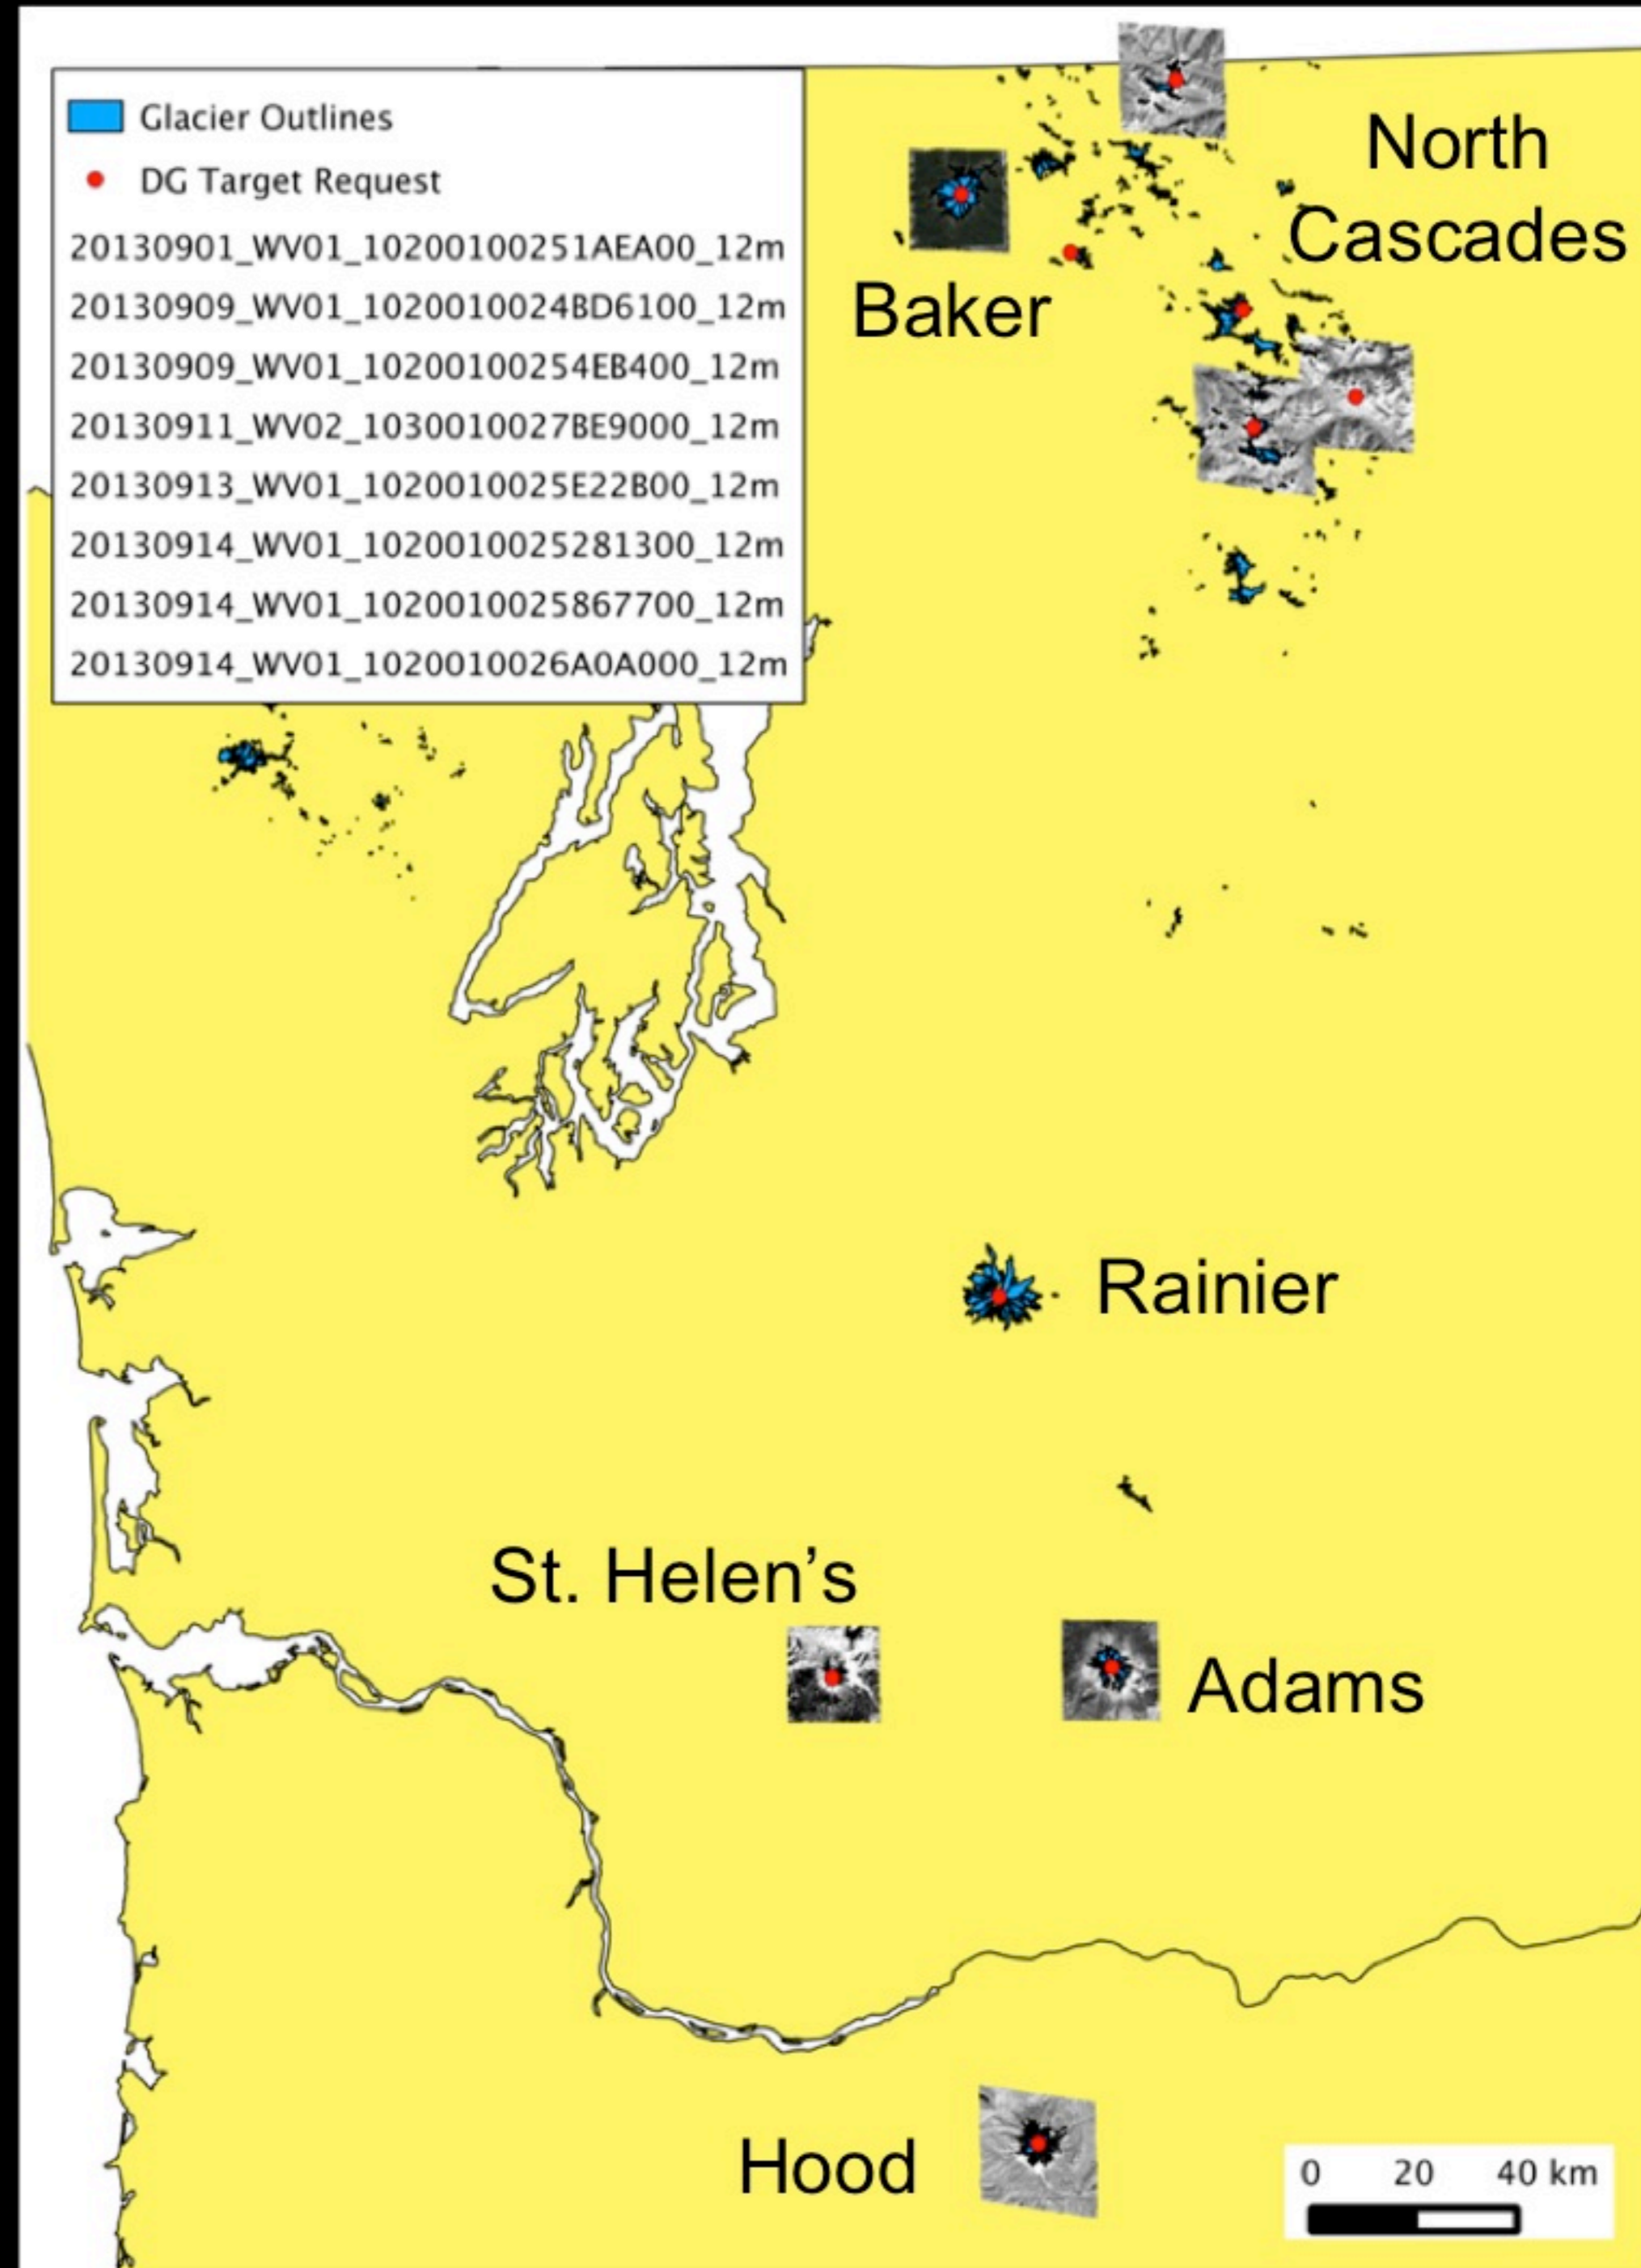 Glacier Outlines
DG Target Request
20130901_WV01_10200100251AEA00_12m
20130909_WV01_1020010024BD6100_12m
20130909_WV01_10200100254EB400_12m
20130911_WV02_1030010027BE9000_12m
20130913_WV01_1020010025E22B00_12m
20130914_WV01_1020010025281300_12m
20130914_WV01_1020010025867700_12m
20130914_WV01_1020010026A0A000_12m
North
Cascades
Baker
Rainier
St. Helen’s
Adams
Hood
0 20 40 km